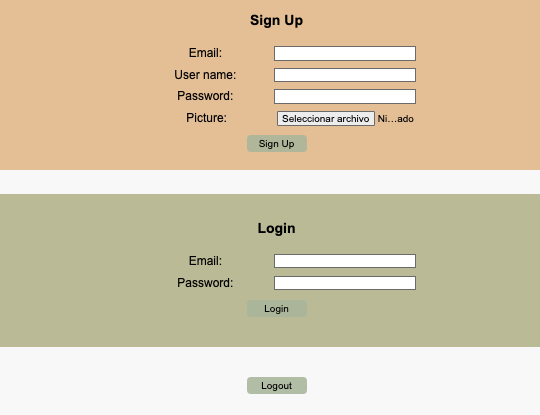 Sign Up
Email:
User name:
Password:
Picture: Seleccionar archivo Ni...ado
Sign Up
Login
Email:
Password:
Login
Logout